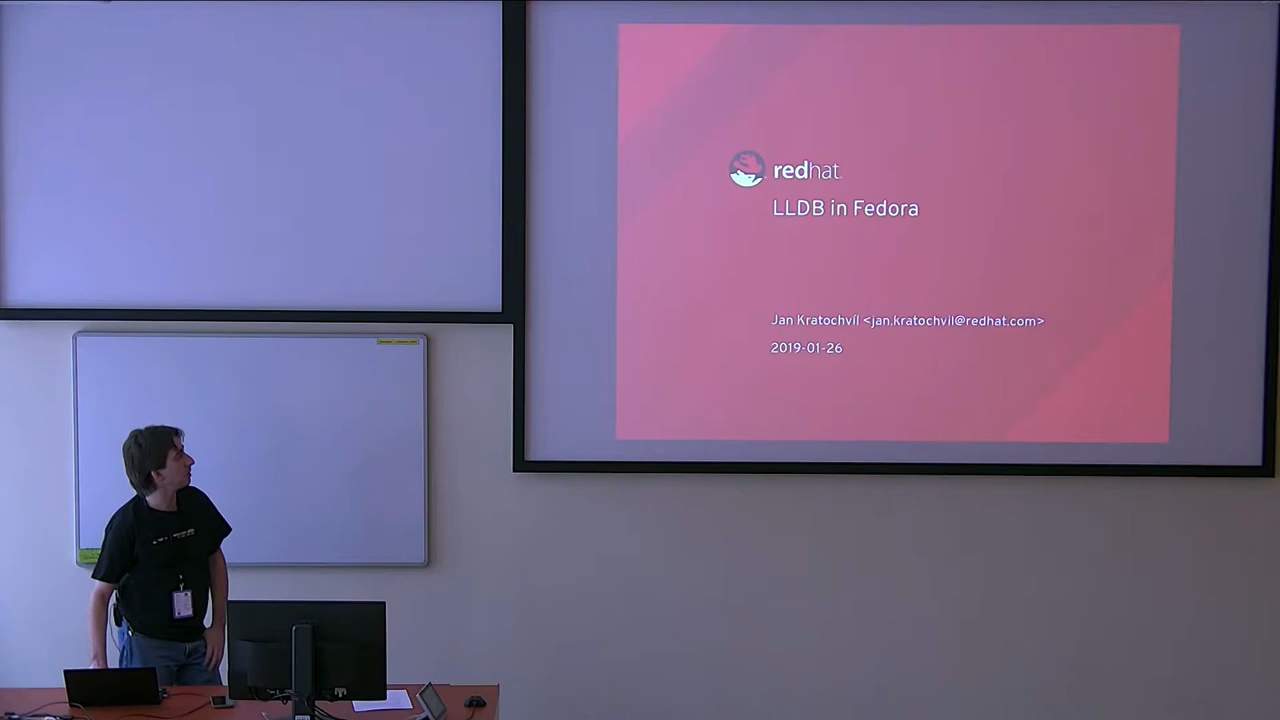 redhat.
LLDB in Fedora
Jan Kratochvíl <jan.kratochvil@redhat.com>
2019-01-26